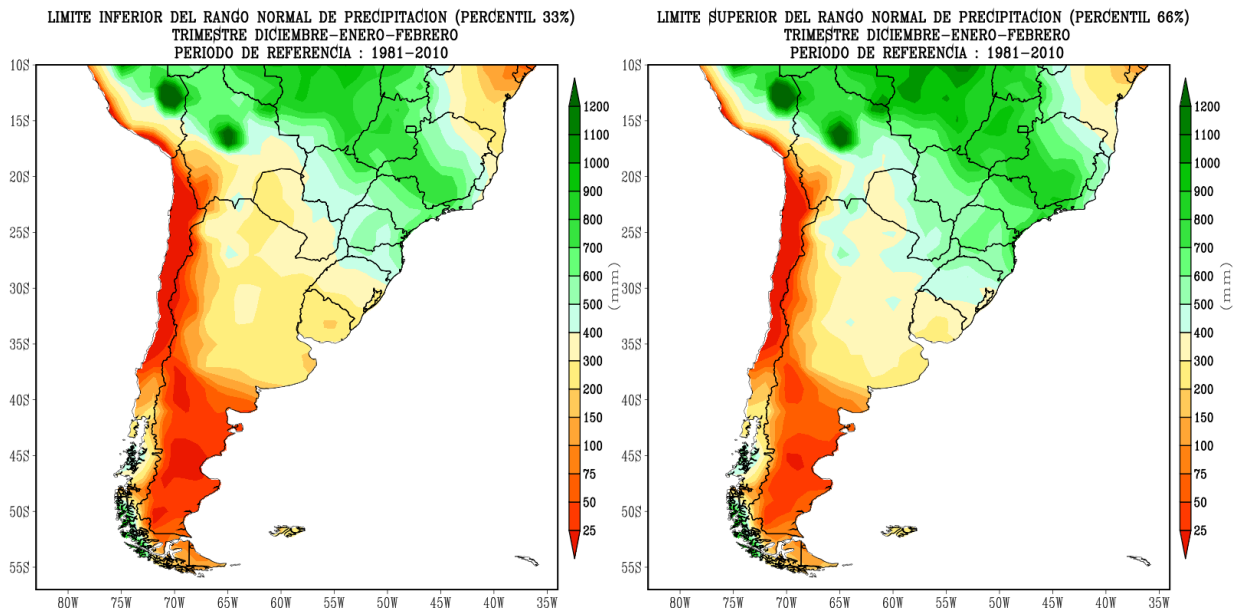 LIMITE INFERIOR DEL RANGO NORMAL DE PRECIPITACION (PERCENTIL 33%)
TRIMESTRE DICIEMBRE-ENERO-FEBRERO
PERIODO DE REFERENCIA : 1981-2010
10S
15S
20S
25S
30S
35S
40S
45S
50S
55S
80W 75W 70W 65W 60W 55W 50W 45W 40W 35W
1200
1100
1000
900
800
700
600
500
400
300
200
150
100
75
50
25
(mm)
LIMITE SUPERIOR DEL RANGO NORMAL DE PRECIPITACION (PERCENTIL 66%)
TRIMESTRE DICIEMBRE-ENERO-FEBRERO
PERIODO DE REFERENCIA : 1981-2010
10S
15S
20S
25S
30S
35S
40S
45S
50S
55S
80W 75W 70W 65W 60W 55W 50W 45W 40W 35W
1200
1100
1000
900
800
700
600
500
400
300
200
150
100
75
50
25
(mm)